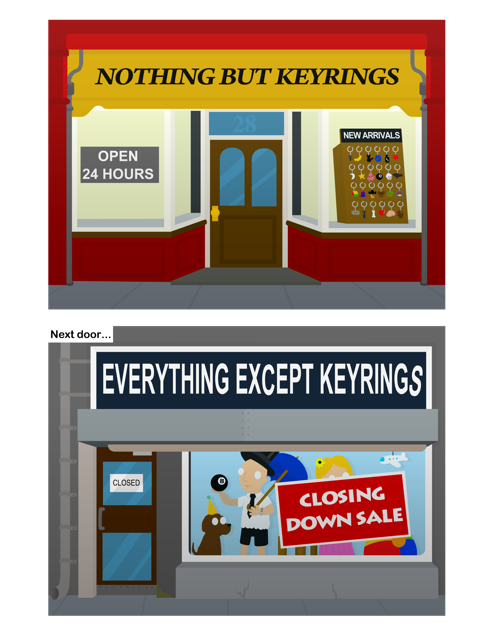 NOTHING BUT KEYRINGS
28
OPEN
24 HOURS
NEW ARRIVALS
Next door...
EVERYTHING EXCEPT KEYRINGS
CLOSED
8
CLOSING
DOWN SALE